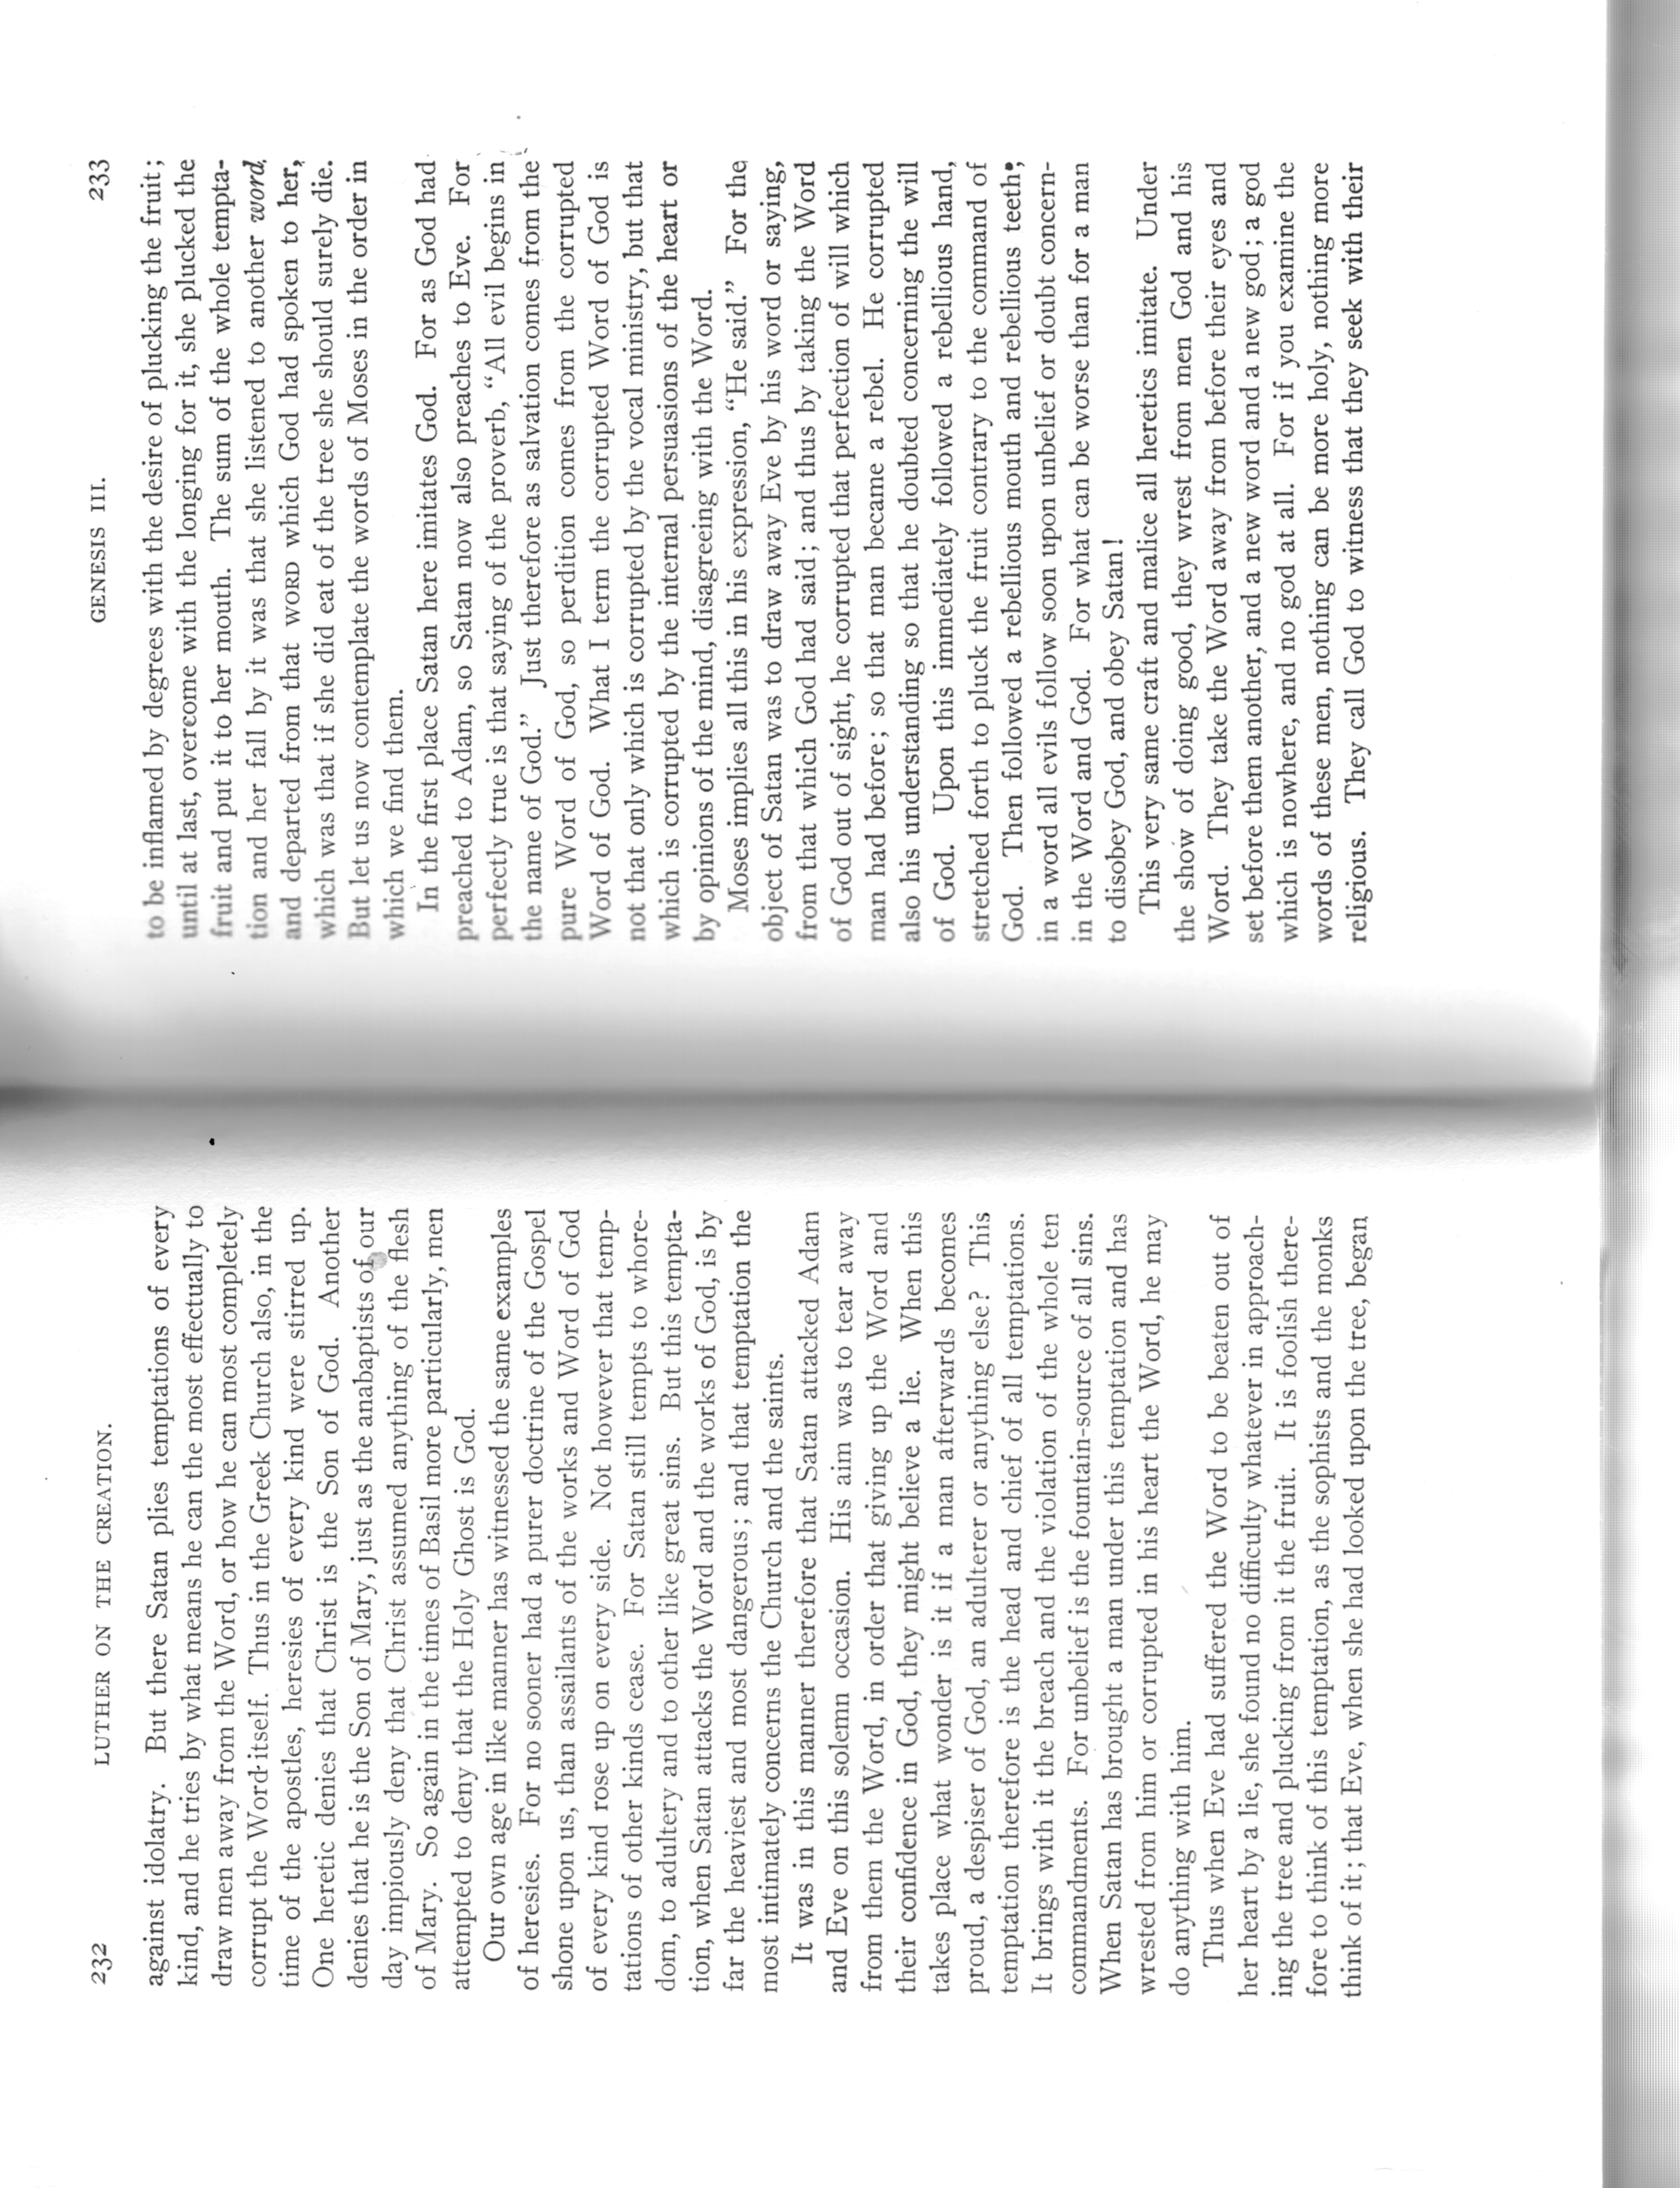 232 LUTHER ON THE CREATION.
against idolatry. But there Satan plies temptations of every
kind, and he tries by what means he can the most effectually to
draw men away from the Word, or how he can most completely
corrupt the Word itself. Thus in the Greek Church also, in the
time of the apostles, heresies of every kind were stirred up.
One heretic denies that Christ is the Son of God. Another
denies that he is the Son of Mary, just as the anabaptists of our
day impiously deny that Christ assumed anything of the flesh
of Mary. So again in the times of Basil more particularly, men
attempted to deny that the Holy Ghost is God.
Our own age in like manner has witnessed the same examples
of heresies. For no sooner had a purer doctrine of the Gospel
shone upon us, than assailants of the works and Word of God
of every kind rose up on every side. Not however that temp-
tations of other kinds cease. For Satan still tempts to whore-
dom, to adultery and to other like great sins. But this tempta-
tion, when Satan attacks the Word and the works of God, is by
far the heaviest and most dangerous; and that temptation the
most intimately concerns the Church and the saints.
It was in this manner therefore that Satan attacked Adam
and Eve on this solemn occasion. His aim was to tear away
from them the Word, in order that giving up the Word and
their confidence in God, they might believe a lie. When this
takes place what wonder is it if a man afterwards becomes
proud, a despiser of God, an adulterer or anything else? This
temptation therefore is the head and chief of all temptations.
It brings with it the breach and the violation of the whole ten
commandments. For unbelief is the fountain-source of all sins.
When Satan has brought a man under this temptation and has
wrested from him or corrupted in his heart the Word, he may
do anything with him.
Thus when Eve had suffered the Word to be beaten out of
her heart by a lie, she found no difficulty whatever in approach-
ing the tree and plucking from it the fruit. It is foolish there-
fore to think of this temptation, as the sophists and the monks
think of it; that Eve, when she had looked upon the tree, began
GENESIS III. 233
to be inflamed by degrees with the desire of plucking the fruit;
until at last, overcome with the longing for it, she plucked the
fruit and put it to her mouth. The sum of the whole tempta-
tion and her fall by it was that she listened to another word,
and departed from that WORD which God had spoken to her,
which was that if she did eat of the tree she should surely die.
But let us now contemplate the words of Moses in the order in
which we find them.
In the first place Satan here imitates God. For as God had
preached to Adam, so Satan now also preaches to Eve. For
perfectly true is that saying of the proverb, "All evil begins in
the name of God." Just therefore as salvation comes from the
pure Word of God, so perdition comes from the corrupted
Word of God. What I term the corrupted Word of God is
not that only which is corrupted by the vocal ministry, but that
which is corrupted by the internal persuasions of the heart or
by opinions of the mind, disagreeing with the Word.
Moses implies all this in his expression, "He said." For the
object of Satan was to draw away Eve by his word or saying,
from that which God had said; and thus by taking the Word
of God out of sight, he corrupted that perfection of will which
man had before; so that man became a rebel. He corrupted
also his understanding so that he doubted concerning the will
of God. Upon this immediately followed a rebellious hand,
stretched forth to pluck the fruit contrary to the command of
God. Then followed a rebellious mouth and rebellious teeth;
in a word all evils follow soon upon unbelief or doubt concern-
in the Word and God. For what can be worse than for a man
to disobey God, and obey Satan!
This very same craft and malice all heretics imitate. Under
the show of doing good, they wrest from men God and his
Word. They take the Word away from before their eyes and
set before them another, and a new word and a new god; a god
which is nowhere, and no god at all. For if you examine the
words of these men, nothing can be more holy, nothing more
religious. They call God to witness that they seek with their